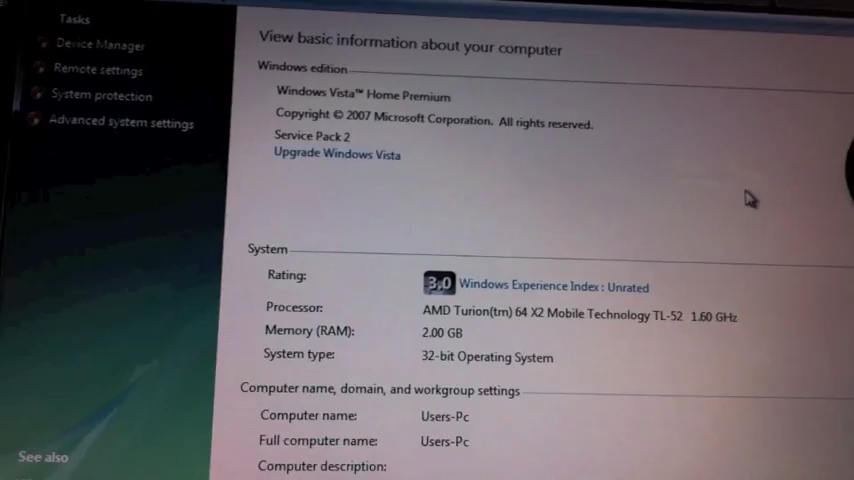 Tasks
Device Manager
Remote settings
System protection
Advanced system settings
See also
View basic information about your computer
Windows edition
Windows Vista™ Home Premium
Copyright © 2007 Microsoft Corporation. All rights reserved.
Service Pack 2
Upgrade Windows Vista
System
Rating: 3.0 Windows Experience Index : Unrated
Processor: AMD Turion(tm) 64 X2 Mobile Technology TL-52 1.60 GHz
Memory (RAM): 2.00 GB
System type: 32-bit Operating System
Computer name, domain, and workgroup settings
Computer name: Users-Pc
Full computer name: Users-Pc
Computer description: